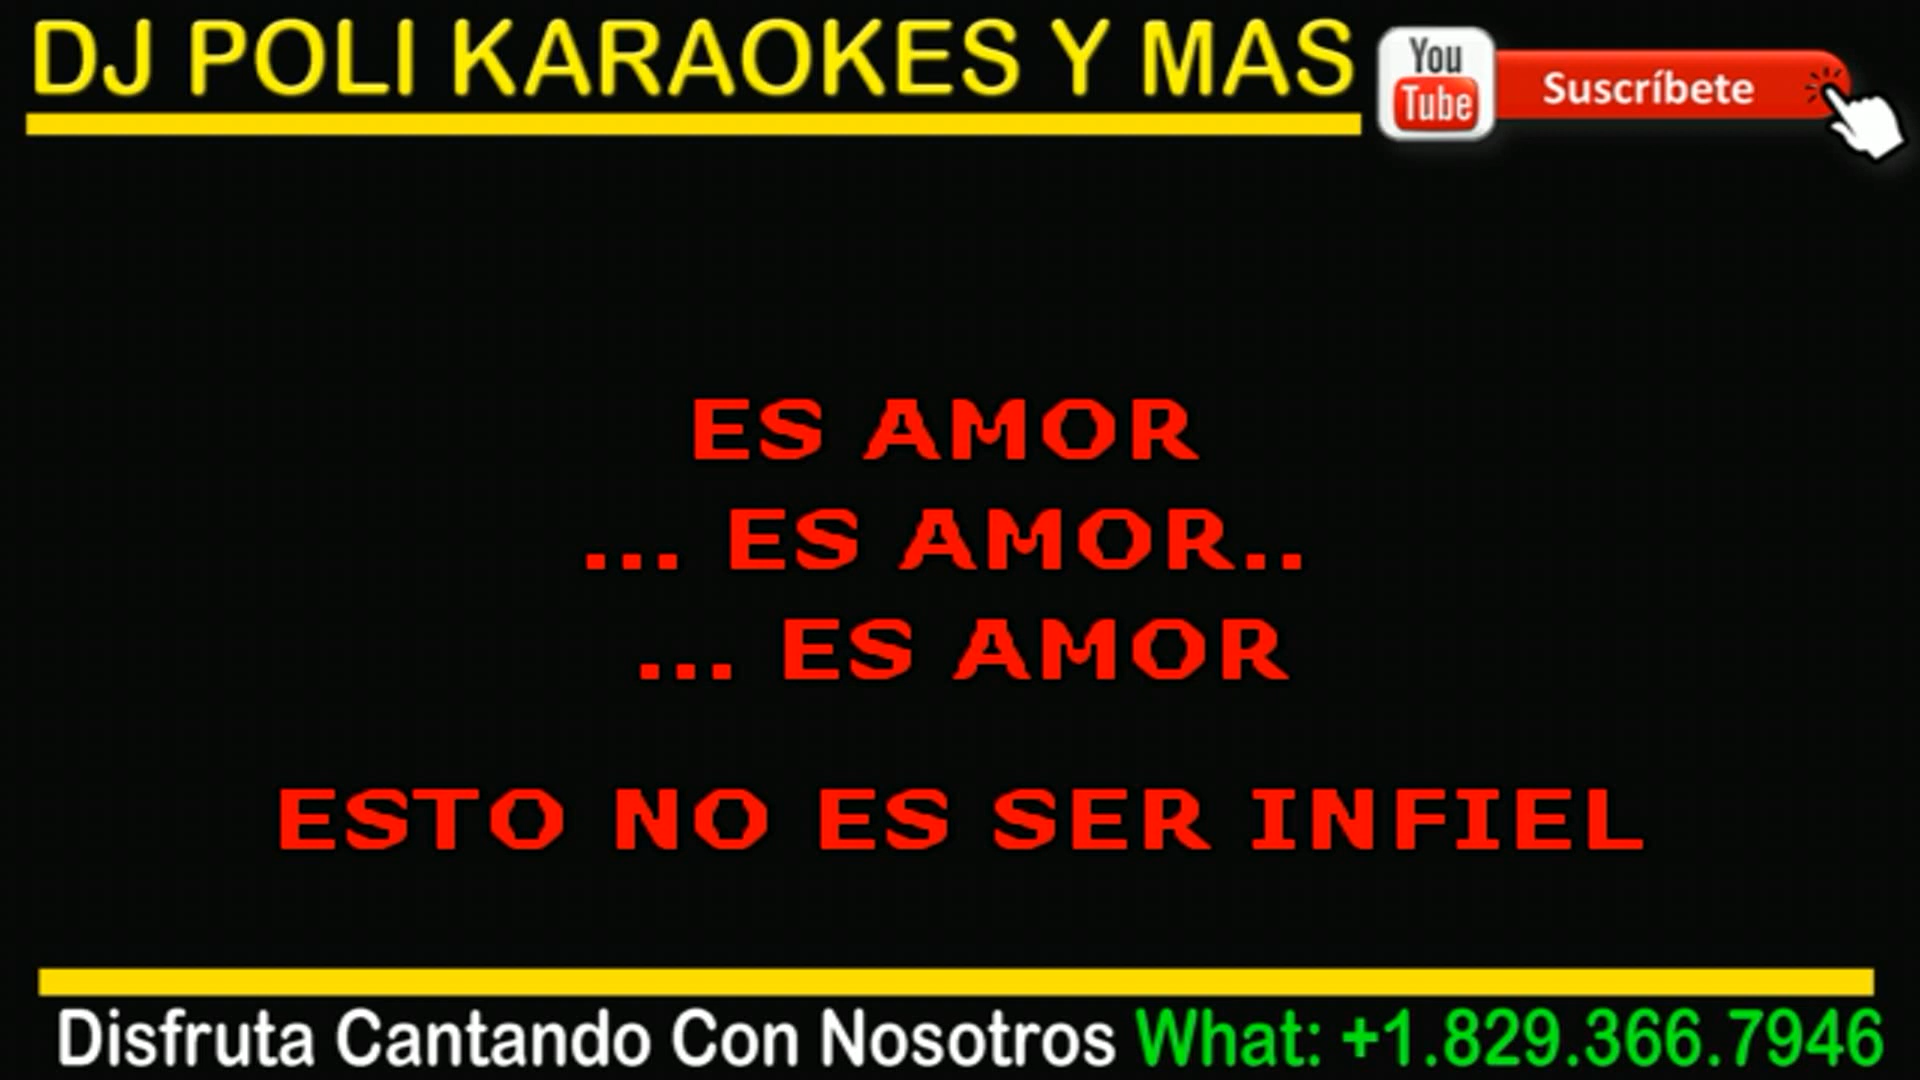 DJ POLI KARAOKES Y MAS
You
Tube
Suscríbete
ES AMOR
... ES AMOR..
... ES AMOR
ESTO NO ES SER INFIEL
Disfruta Cantando Con Nosotros What: +1.829.366.7946